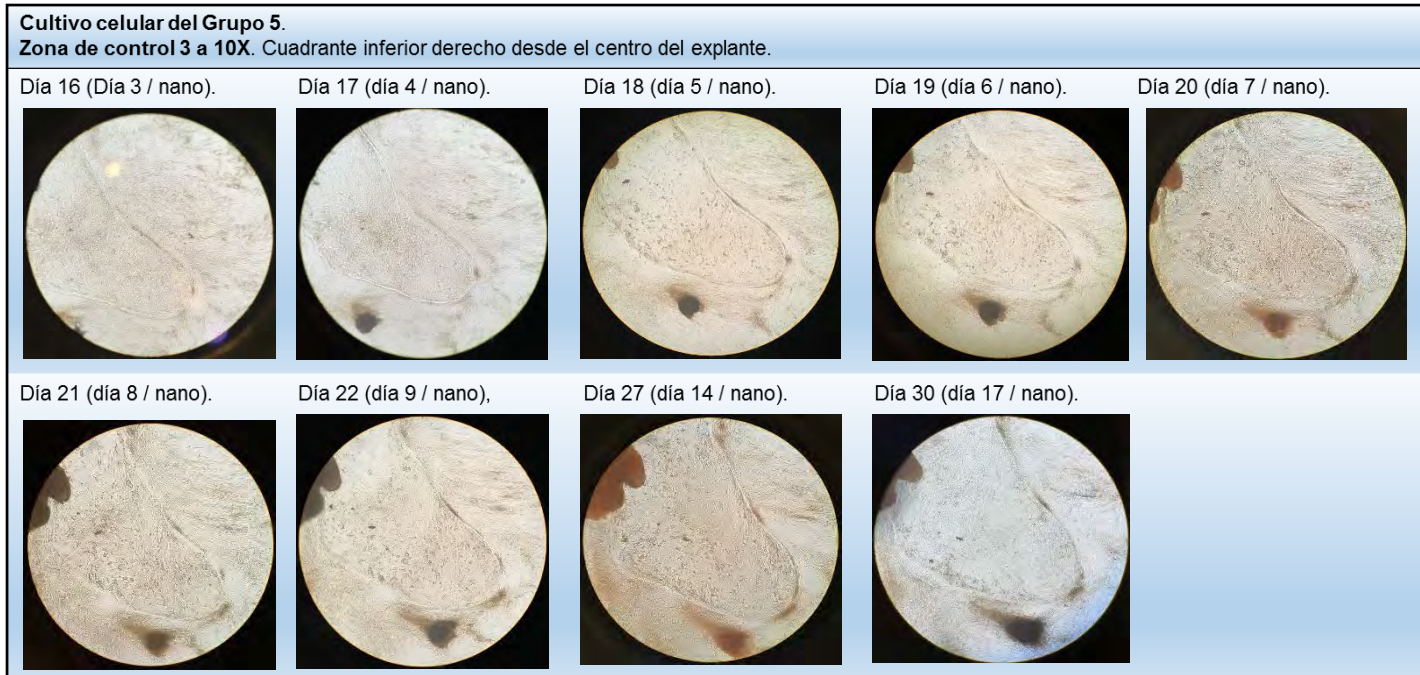 Cultivo celular del Grupo 5.
Zona de control 3 a 10X. Cuadrante inferior derecho desde el centro del explante.
Día 16 (Día 3 / nano).
Día 17 (día 4 / nano).
Día 18 (día 5 / nano).
Día 19 (día 6 / nano).
Día 20 (día 7 / nano).
Día 21 (día 8 / nano).
Día 22 (día 9 / nano),
Día 27 (día 14 / nano).
Día 30 (día 17 / nano).